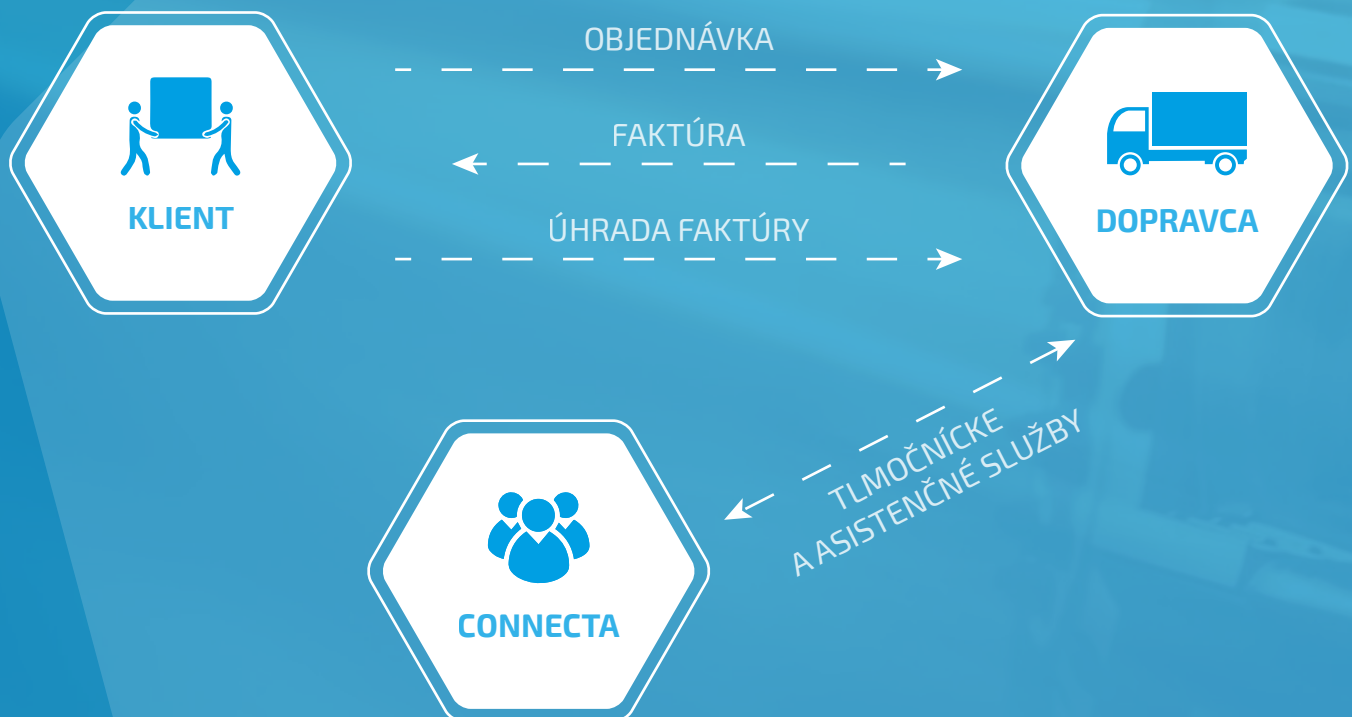 OBJEDNÁVKA
FAKTÚRA
ÚHRADA FAKTÚRY
KLIENT
DOPRAVCA
TLMOČNÍCKE
A ASISTENČNÉ SLUŽBY
CONNECTA